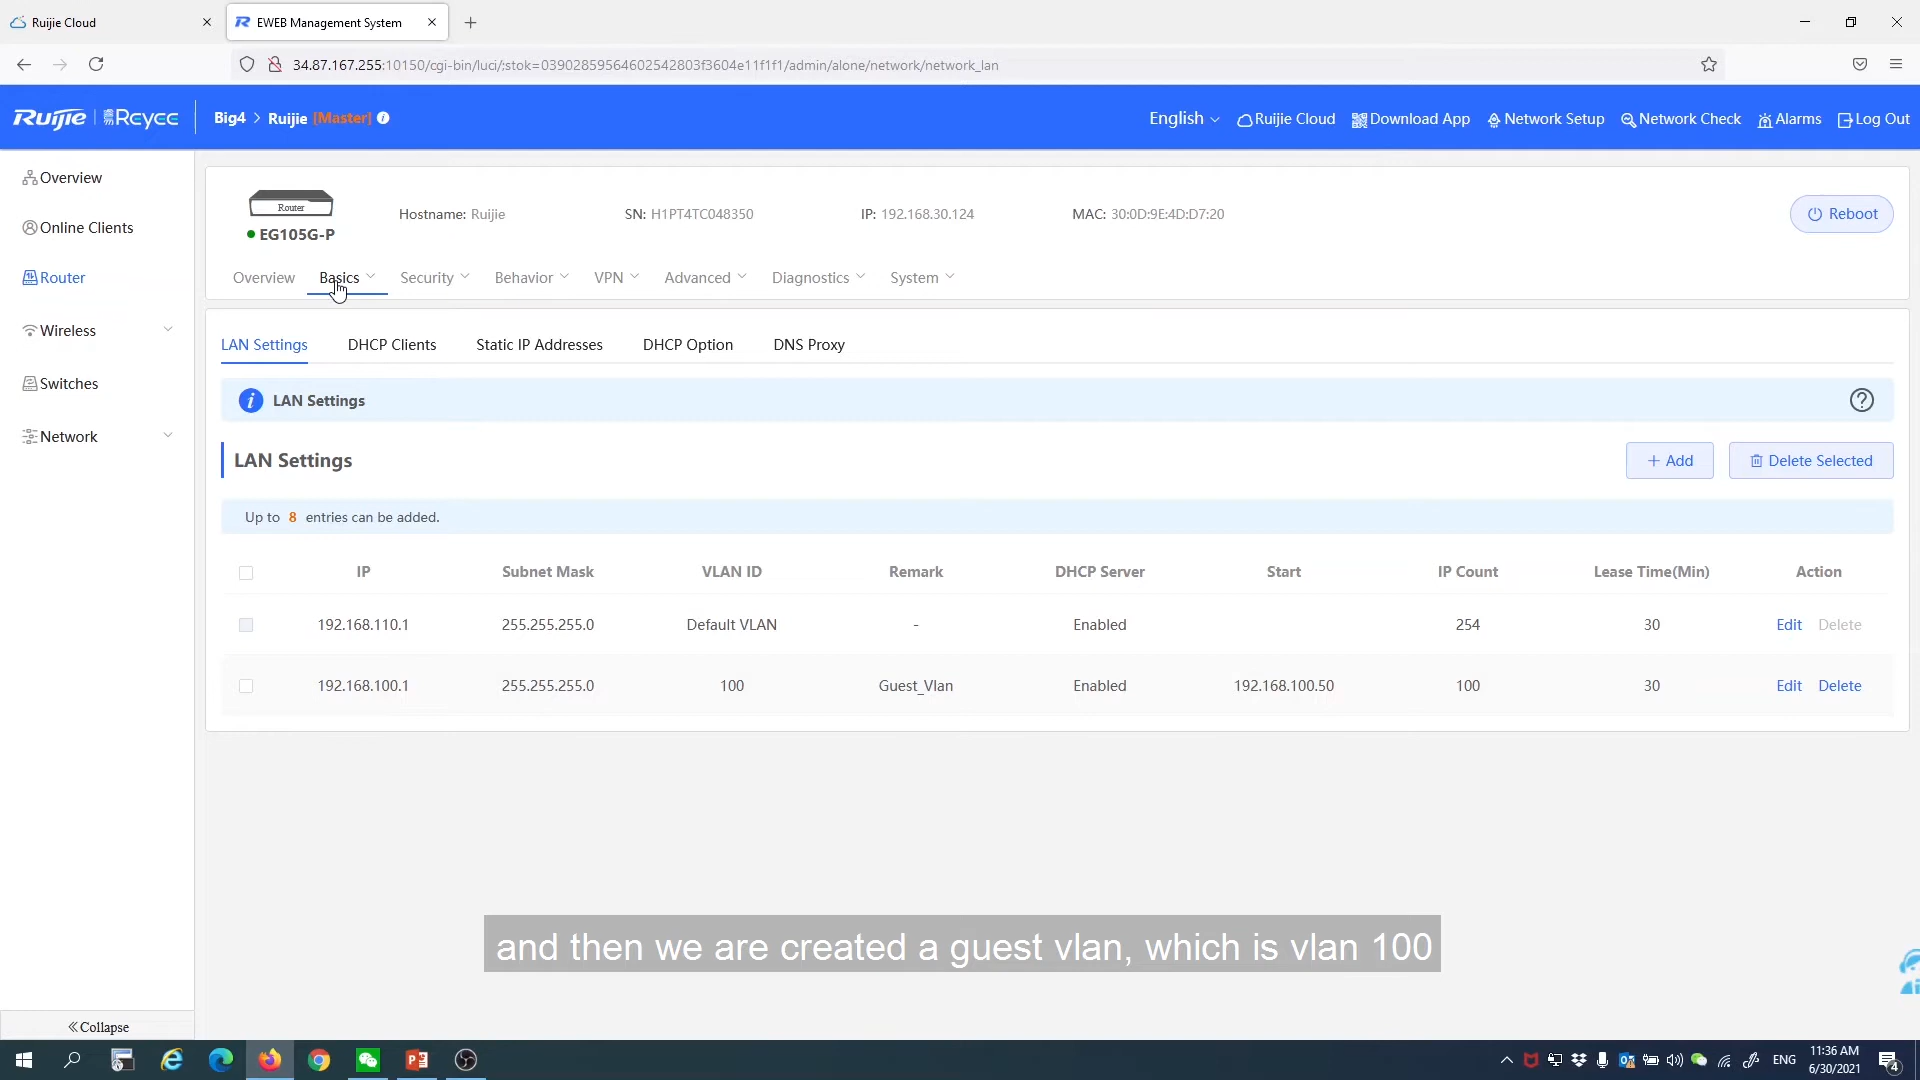 Ruijie Cloud
EWEB Management System
34.87.167.255:10150/cgi-bin/luci/;stok=03902859564602542803f3604e11f1f1/admin/alone/network/network_lan
Ruijie | Reyee
Big4 > Ruijie [Master]
English
Ruijie Cloud
Download App
Network Setup
Network Check
Alarms
Log Out
Overview
Online Clients
Router
Wireless
Switches
Network
Collapse
Router
EG105G-P
Hostname: Ruijie
SN: H1PT4TC048350
IP: 192.168.30.124
MAC: 30:0D:9E:4D:D7:20
Reboot
Overview
Basics
Security
Behavior
VPN
Advanced
Diagnostics
System
LAN Settings
DHCP Clients
Static IP Addresses
DHCP Option
DNS Proxy
LAN Settings
LAN Settings
+ Add
Delete Selected
Up to 8 entries can be added.
IP Subnet Mask VLAN ID Remark DHCP Server Start IP Count Lease Time(Min) Action
192.168.110.1 255.255.255.0 Default VLAN - Enabled 254 30 Edit Delete
192.168.100.1 255.255.255.0 100 Guest_Vlan Enabled 192.168.100.50 100 30 Edit Delete
and then we are created a guest vlan, which is vlan 100
ENG
11:36 AM
6/30/2021
4